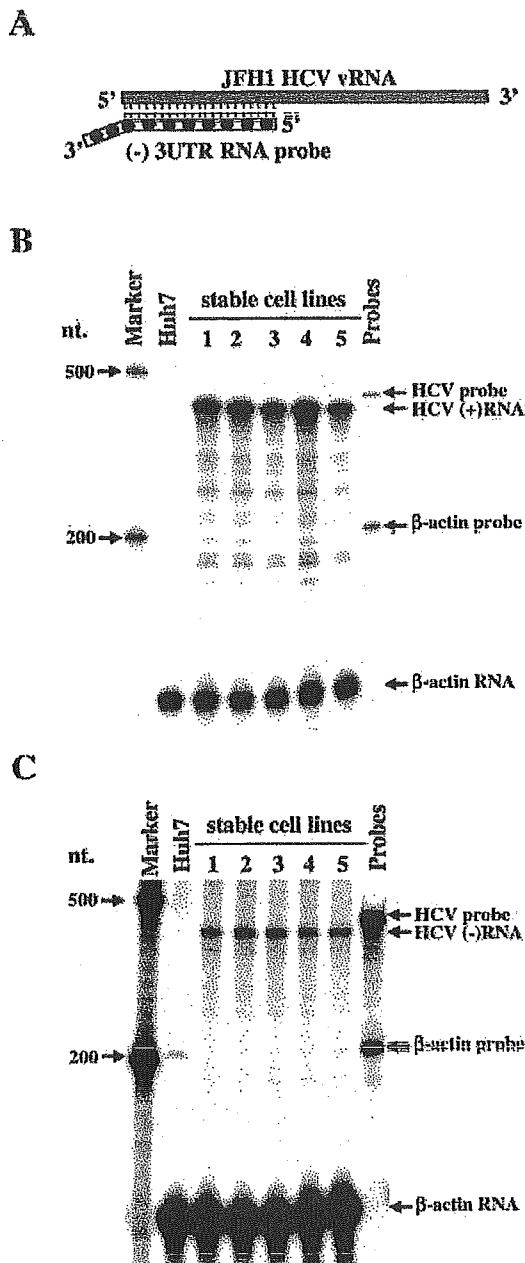 A
JFH1 HCV vRNA
5' 3'
5'
3' (-) 3UTR RNA probe
B
nt. Marker Huh7 stable cell lines Probes
1 2 3 4 5
500
HCV probe
HCV (+)RNA
200
β-actin probe
β-actin RNA
C
nt. Marker Huh7 stable cell lines Probes
1 2 3 4 5
500
HCV probe
HCV (-)RNA
200
β-actin probe
β-actin RNA